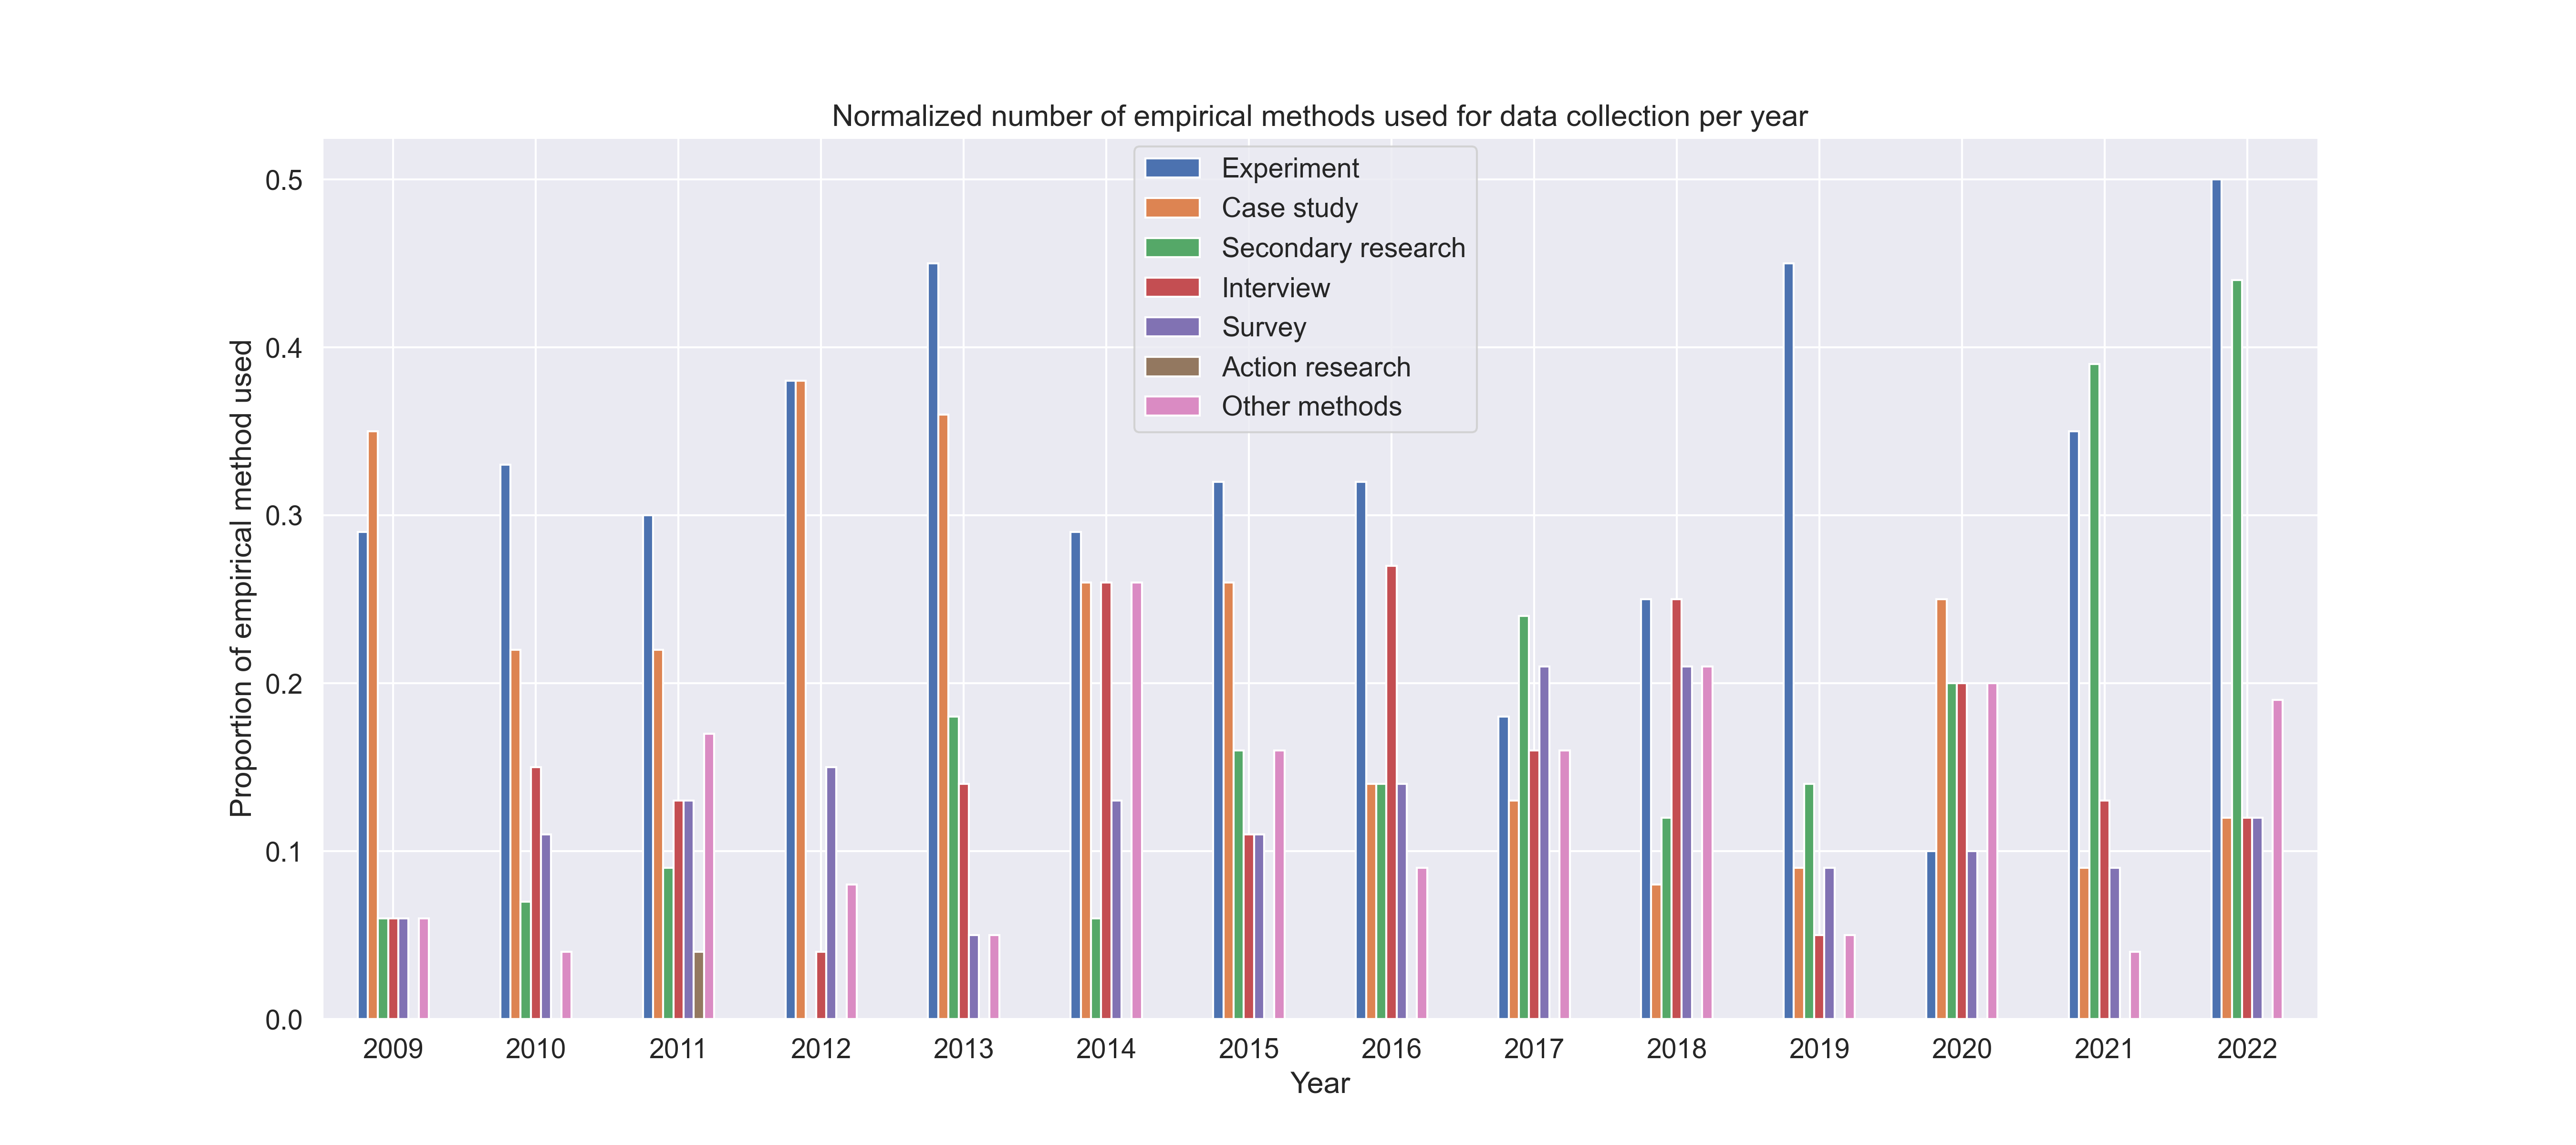 Normalized number of empirical methods used for data collection per year
Experiment
Case study
Secondary research
Interview
Survey
Action research
Other methods
Proportion of empirical method used
0.5
0.4
0.3
0.2
0.1
0.0
2009 2010 2011 2012 2013 2014 2015 2016 2017 2018 2019 2020 2021 2022
Year